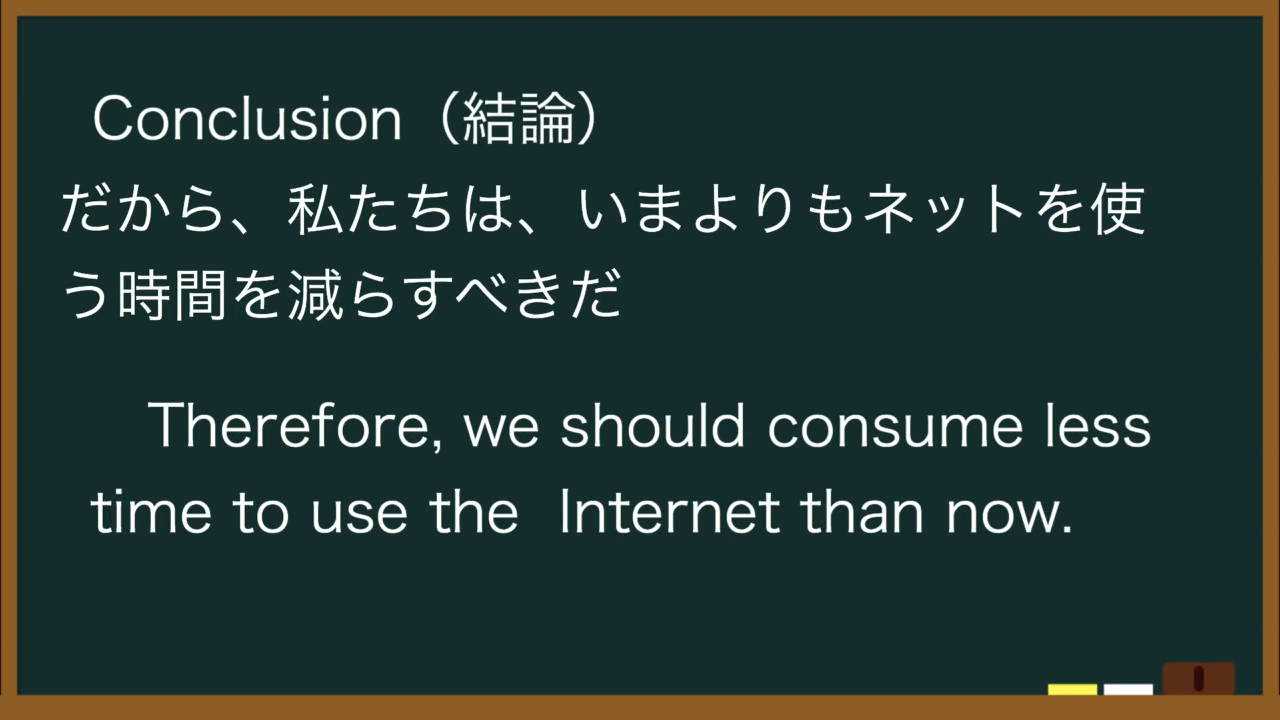 Conclusion（結論）
だから、私たちは、いまよりもネットを使
う時間を減らすべきだ
Therefore, we should consume less
time to use the  Internet than now.